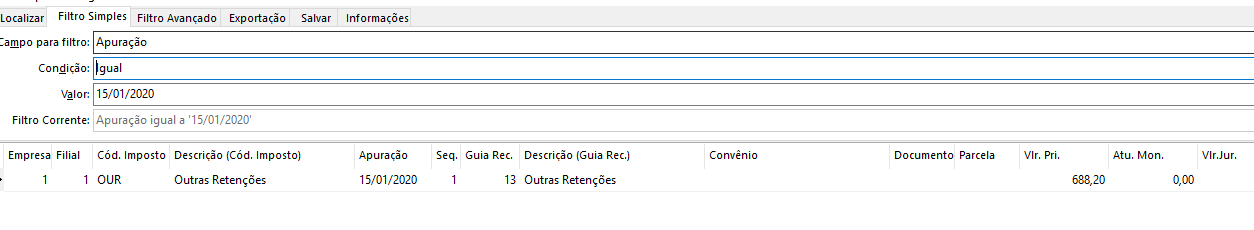 Localizar Filtro Simples Filtro Avançado Exportação Salvar Informações
Campo para filtro: Apuração
Condição: Igual
Valor: 15/01/2020
Filtro Corrente: Apuração igual a '15/01/2020'
Empresa Filial Cód. Imposto Descrição (Cód. Imposto) Apuração Seq. Guia Rec. Descrição (Guia Rec.) Convênio Documento Parcela Vlr. Pri. Atu. Mon. Vlr.Jur.
1 1 OUR Outras Retenções 15/01/2020 1 13 Outras Retenções 688,20 0,00